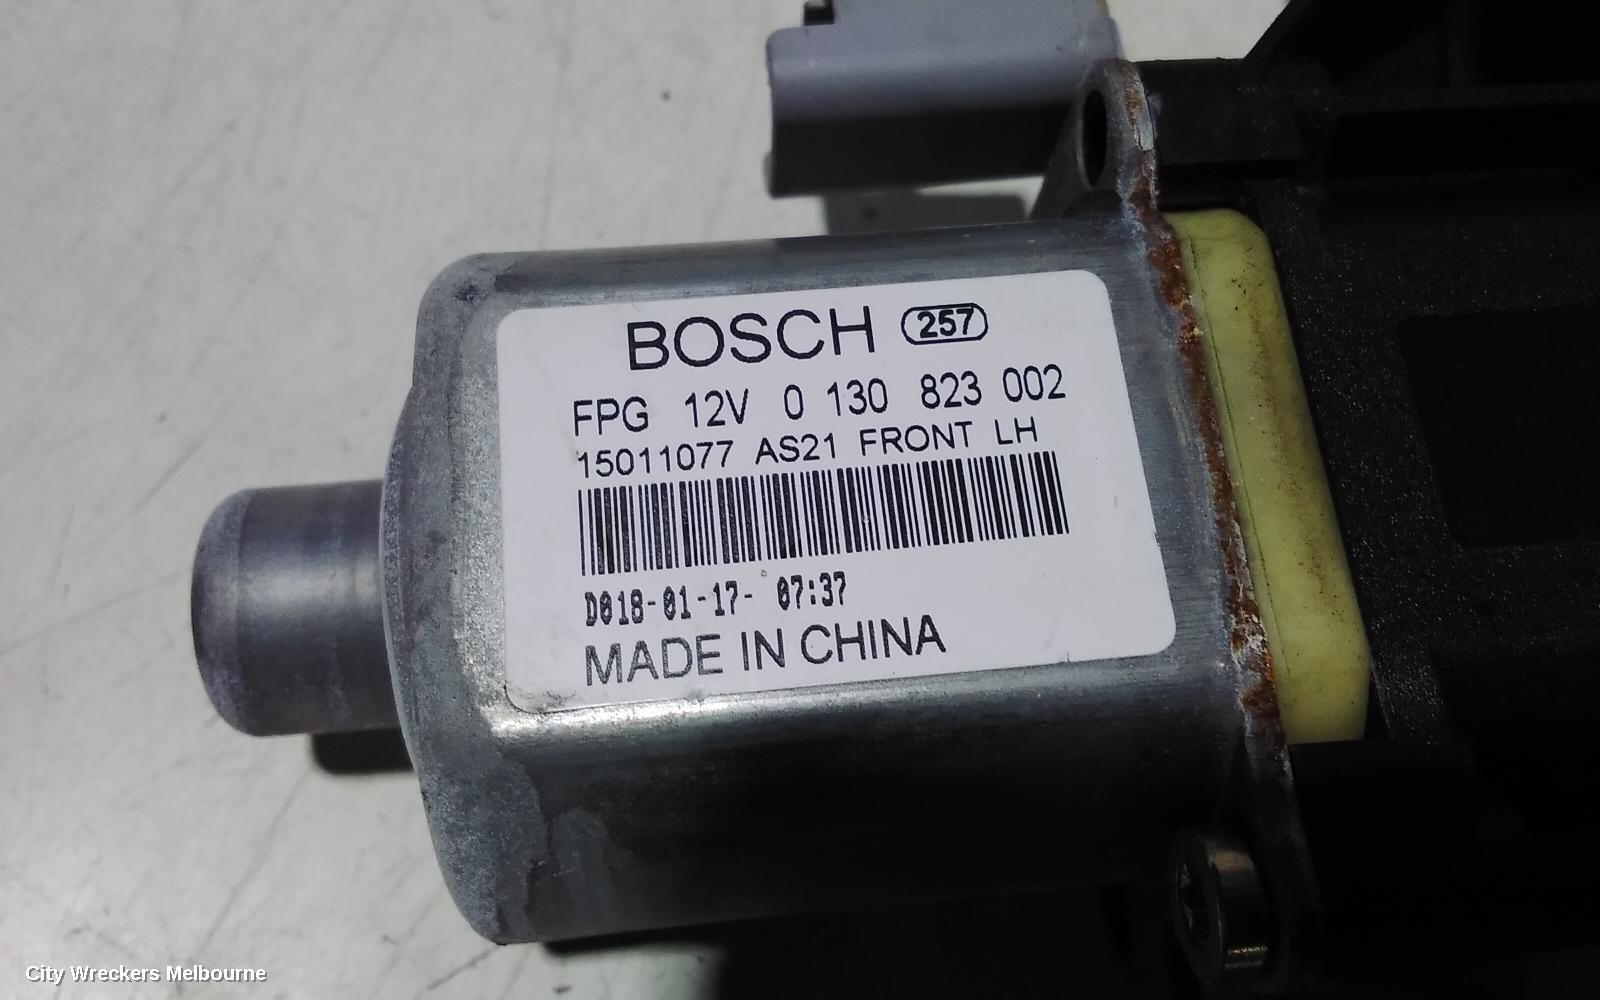 BOSCH 257
FPG 12V 0 130 823 002
15011077 AS21 FRONT LH
D018-01-17- 07:37
MADE IN CHINA
City Wreckers Melbourne